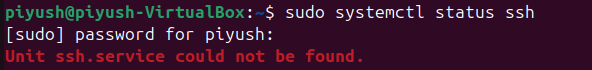 piyush@piyush-VirtualBox:~$ sudo systemctl status ssh
[sudo] password for piyush:
Unit ssh.service could not be found.